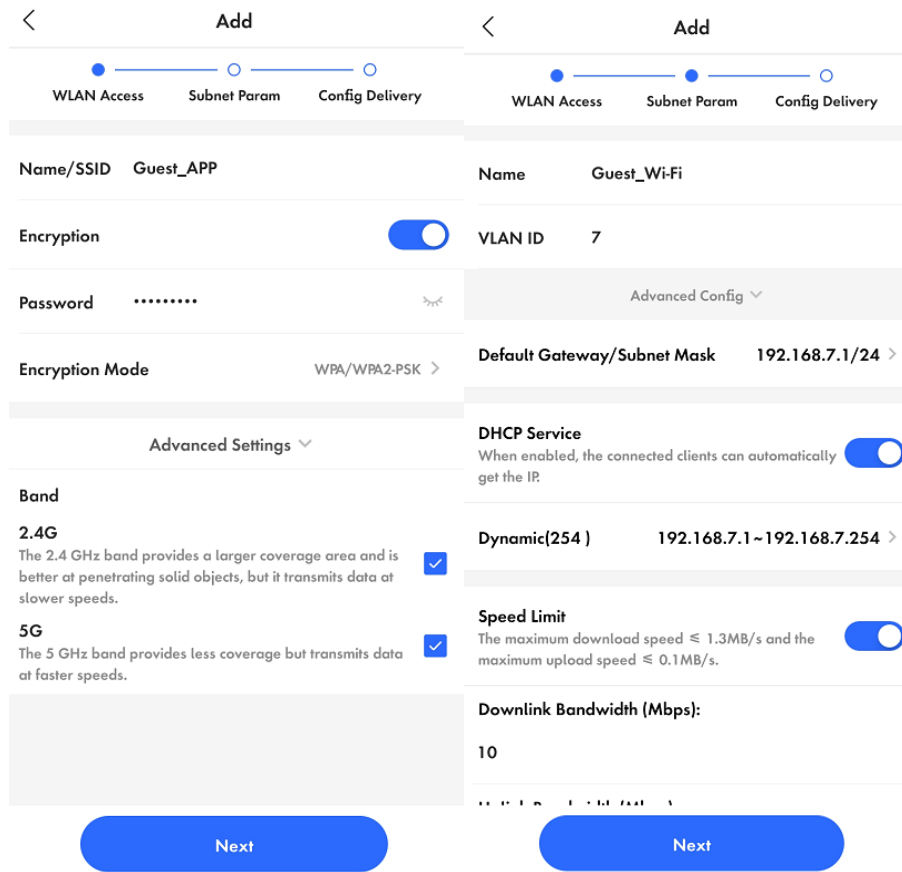 Add
WLAN Access Subnet Param Config Delivery
Name/SSID Guest_APP
Encryption
Password •••••••••
Encryption Mode WPA/WPA2-PSK
Advanced Settings
Band
2.4G
The 2.4 GHz band provides a larger coverage area and is
better at penetrating solid objects, but it transmits data at
slower speeds.
5G
The 5 GHz band provides less coverage but transmits data
at faster speeds.
Next
Add
WLAN Access Subnet Param Config Delivery
Name Guest_Wi-Fi
VLAN ID 7
Advanced Config
Default Gateway/Subnet Mask 192.168.7.1/24
DHCP Service
When enabled, the connected clients can automatically
get the IP.
Dynamic(254 ) 192.168.7.1~192.168.7.254
Speed Limit
The maximum download speed ≤ 1.3MB/s and the
maximum upload speed ≤ 0.1MB/s.
Downlink Bandwidth (Mbps):
10
Next